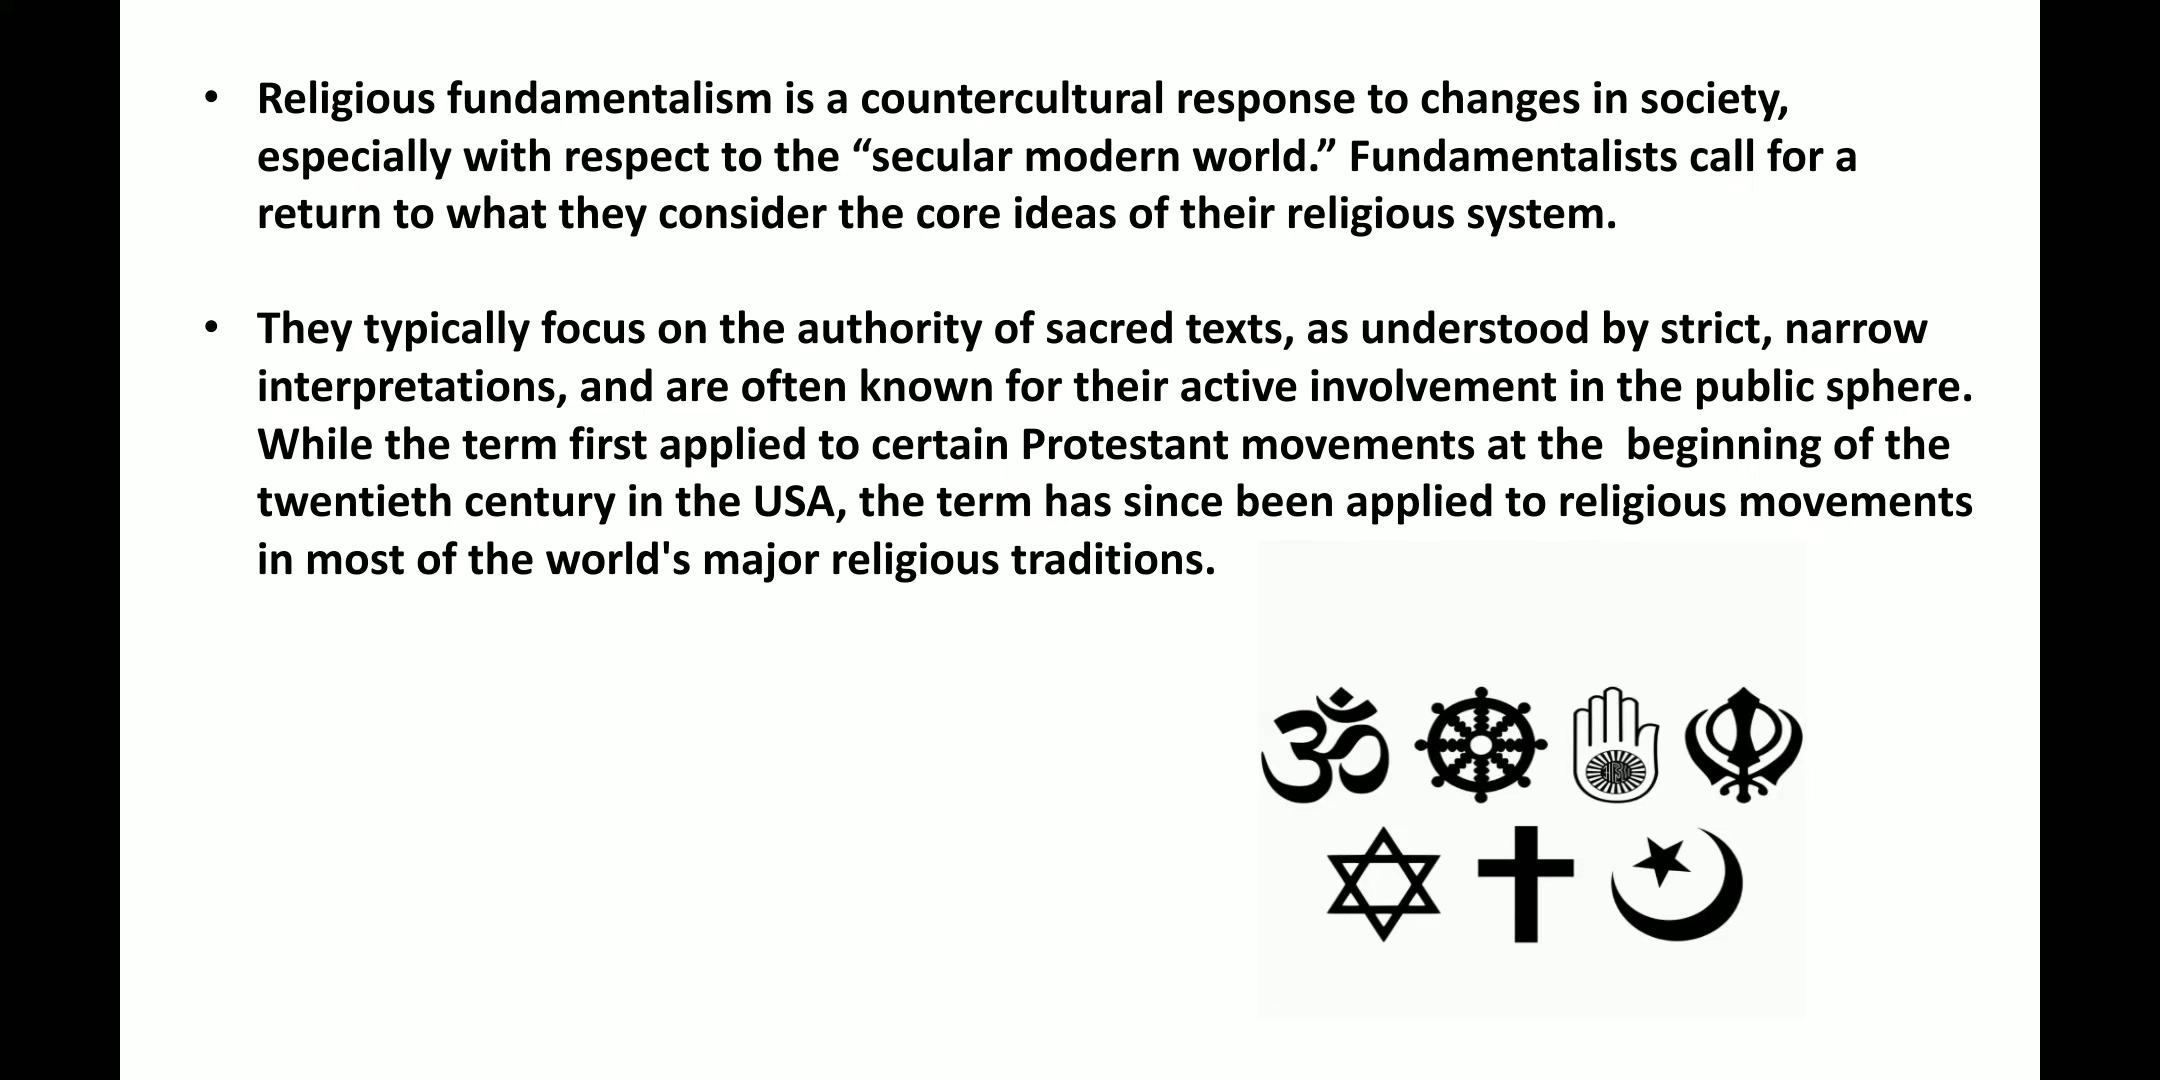 • Religious fundamentalism is a countercultural response to changes in society,
especially with respect to the “secular modern world.” Fundamentalists call for a
return to what they consider the core ideas of their religious system.
• They typically focus on the authority of sacred texts, as understood by strict, narrow
interpretations, and are often known for their active involvement in the public sphere.
While the term first applied to certain Protestant movements at the  beginning of the
twentieth century in the USA, the term has since been applied to religious movements
in most of the world's major religious traditions.
ॐ